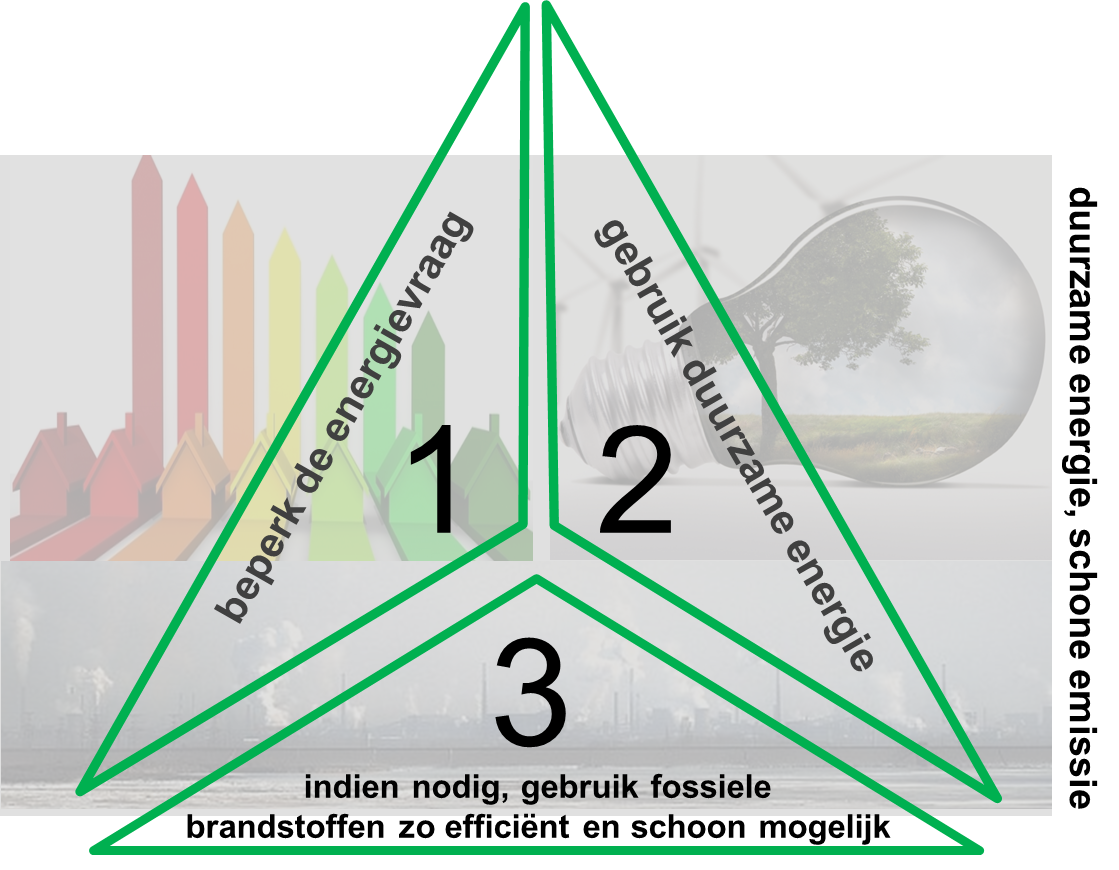 beperk de energievraag
1
gebruik duurzame energie
2
3
indien nodig, gebruik fossiele
brandstoffen zo efficiënt en schoon mogelijk
duurzame energie, schone emissie